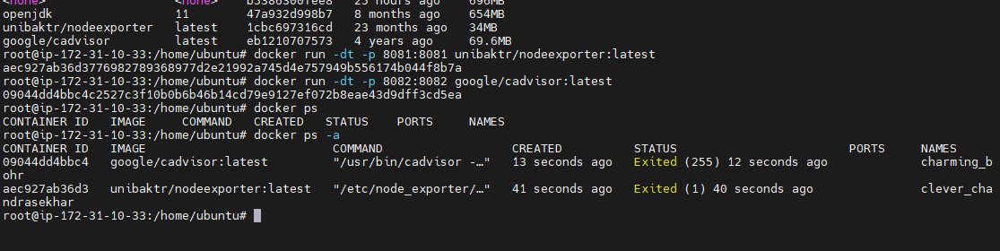 <none>              <none>    b5386300fee8   25 hours ago    696MB
openjdk             11        47a932d998b7   8 months ago    654MB
unibaktr/nodeexporter   latest    1cbc697316cd   23 months ago   34MB
google/cadvisor     latest    eb1210707573   4 years ago     69.6MB
root@ip-172-31-10-33:/home/ubuntu# docker run -dt -p 8081:8081 unibaktr/nodeexporter:latest
aec927ab36d3776982789368977d2e21992a745d4e757949b556174b044f8b7a
root@ip-172-31-10-33:/home/ubuntu# docker run -dt -p 8082:8082 google/cadvisor:latest
09044dd4bbc4c2527c3f10b0b6b46b14cd79e9127ef072b8eae43d9dff3cd5ea
root@ip-172-31-10-33:/home/ubuntu# docker ps
CONTAINER ID   IMAGE     COMMAND   CREATED   STATUS    PORTS     NAMES
root@ip-172-31-10-33:/home/ubuntu# docker ps -a
CONTAINER ID   IMAGE                          COMMAND                  CREATED          STATUS                        PORTS     NAMES
09044dd4bbc4   google/cadvisor:latest         "/usr/bin/cadvisor -…"   13 seconds ago   Exited (255) 12 seconds ago             charming_b
ohr
aec927ab36d3   unibaktr/nodeexporter:latest   "/etc/node_exporter/…"   41 seconds ago   Exited (1) 40 seconds ago               clever_cha
ndrasekhar
root@ip-172-31-10-33:/home/ubuntu#